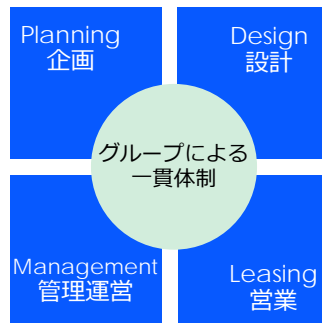 Planning
企画
Design
設計
グループによる
一貫体制
Management
管理運営
Leasing
営業